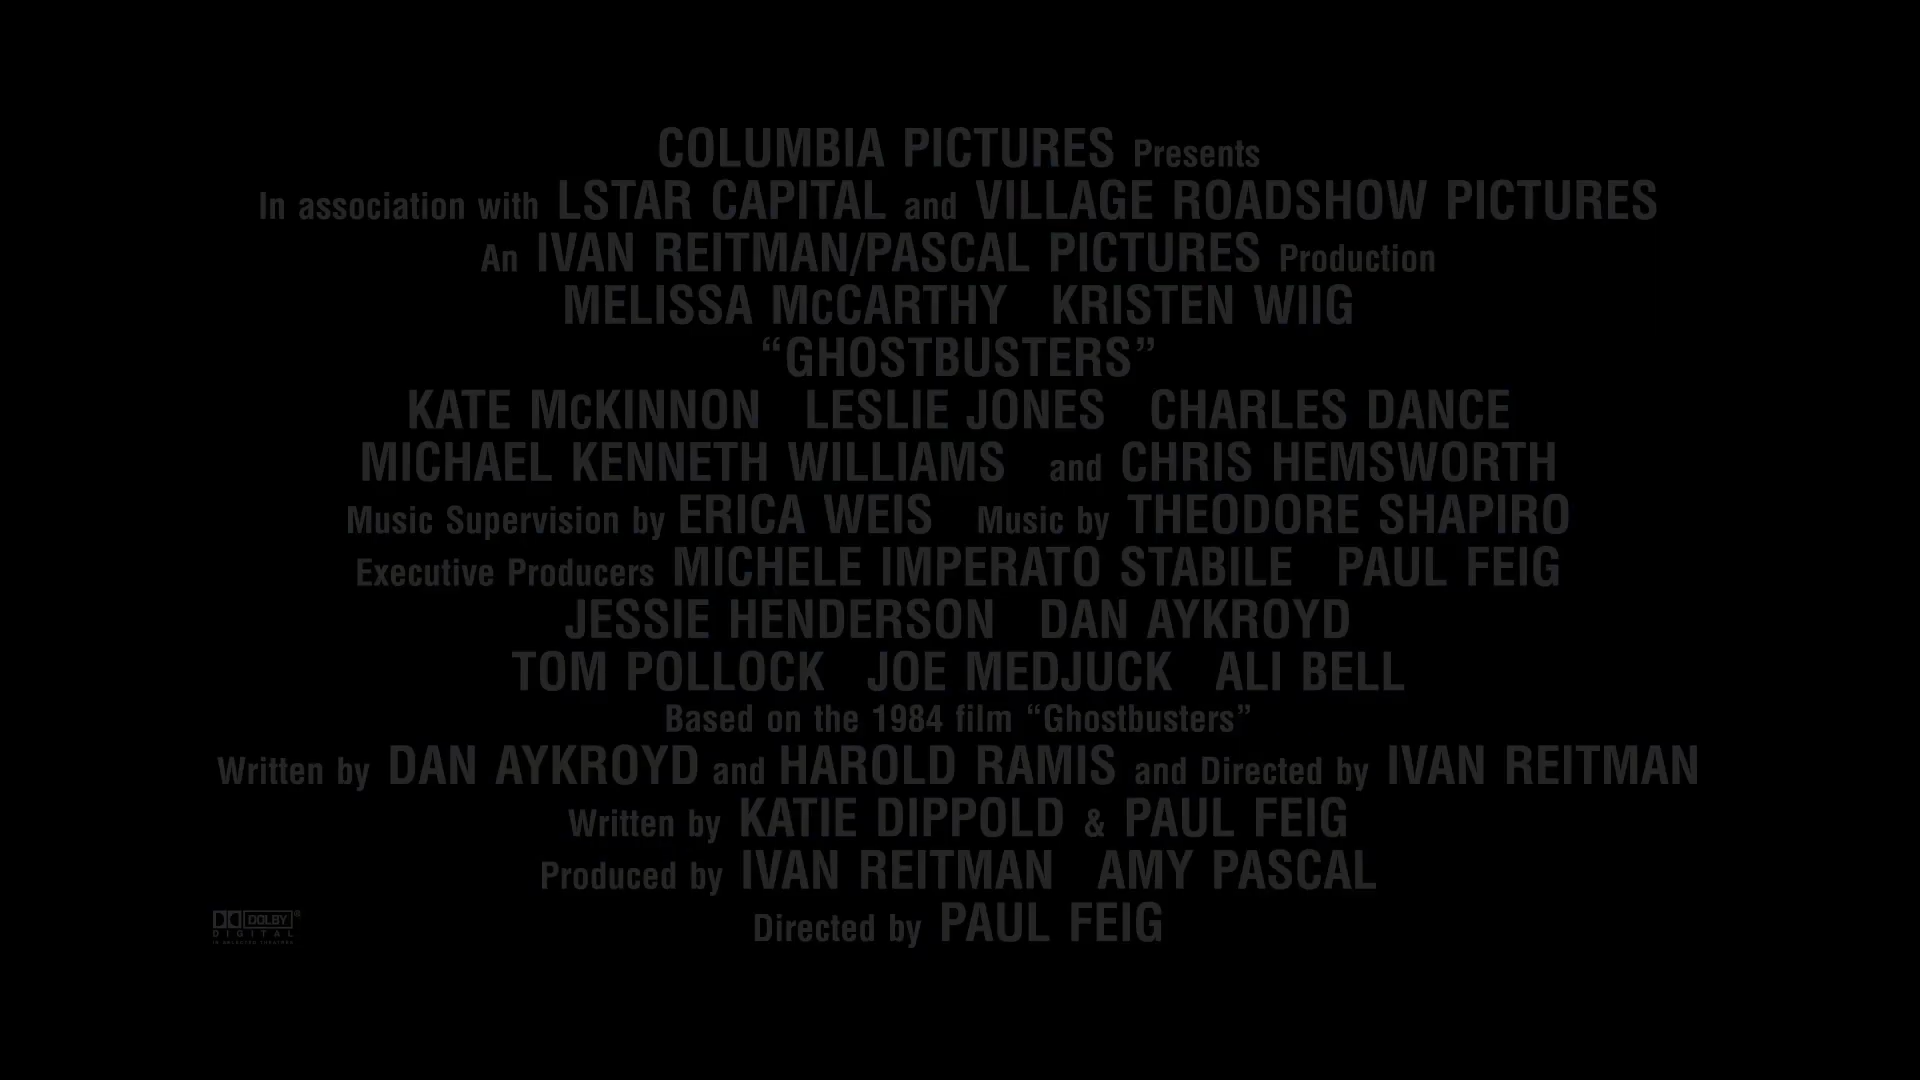 COLUMBIA PICTURES Presents
In association with LSTAR CAPITAL and VILLAGE ROADSHOW PICTURES
An IVAN REITMAN/PASCAL PICTURES Production
MELISSA McCARTHY KRISTEN WIIG
“GHOSTBUSTERS”
KATE McKINNON LESLIE JONES CHARLES DANCE
MICHAEL KENNETH WILLIAMS and CHRIS HEMSWORTH
Music Supervision by ERICA WEIS Music by THEODORE SHAPIRO
Executive Producers MICHELE IMPERATO STABILE PAUL FEIG
JESSIE HENDERSON DAN AYKROYD
TOM POLLOCK JOE MEDJUCK ALI BELL
Based on the 1984 film “Ghostbusters”
Written by DAN AYKROYD and HAROLD RAMIS and Directed by IVAN REITMAN
Written by KATIE DIPPOLD & PAUL FEIG
Produced by IVAN REITMAN AMY PASCAL
Directed by PAUL FEIG
DOLBY®
DIGITAL
IN SELECTED THEATRES